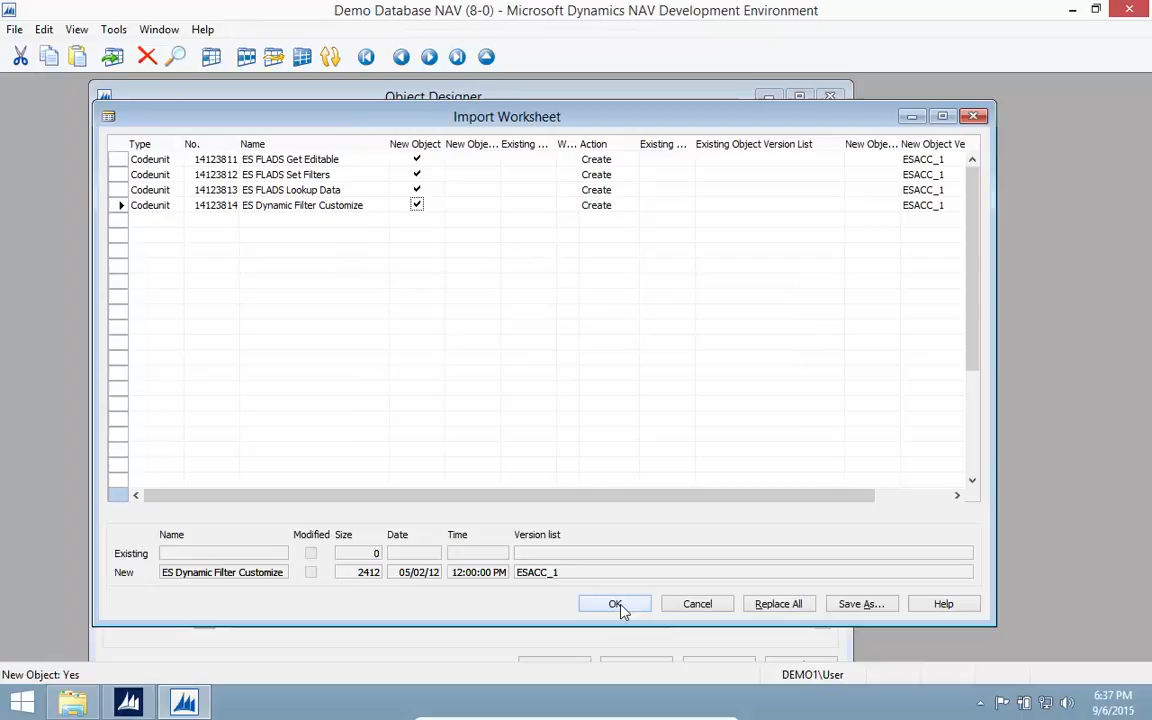 Demo Database NAV (8-0) - Microsoft Dynamics NAV Development Environment
File Edit View Tools Window Help
Object Designer
Import Worksheet
Type No. Name New Object New Obje... Existing ... W... Action Existing ... Existing Object Version List New Obje... New Object Ve
Codeunit 14123811 ES FLADS Get Editable Create ESACC_1
Codeunit 14123812 ES FLADS Set Filters Create ESACC_1
Codeunit 14123813 ES FLADS Lookup Data Create ESACC_1
Codeunit 14123814 ES Dynamic Filter Customize Create ESACC_1
Name Modified Size Date Time Version list
Existing 0
New ES Dynamic Filter Customize 2412 05/02/12 12:00:00 PM ESACC_1
OK Cancel Replace All Save As... Help
New Object: Yes DEMO1\User
6:37 PM
9/6/2015